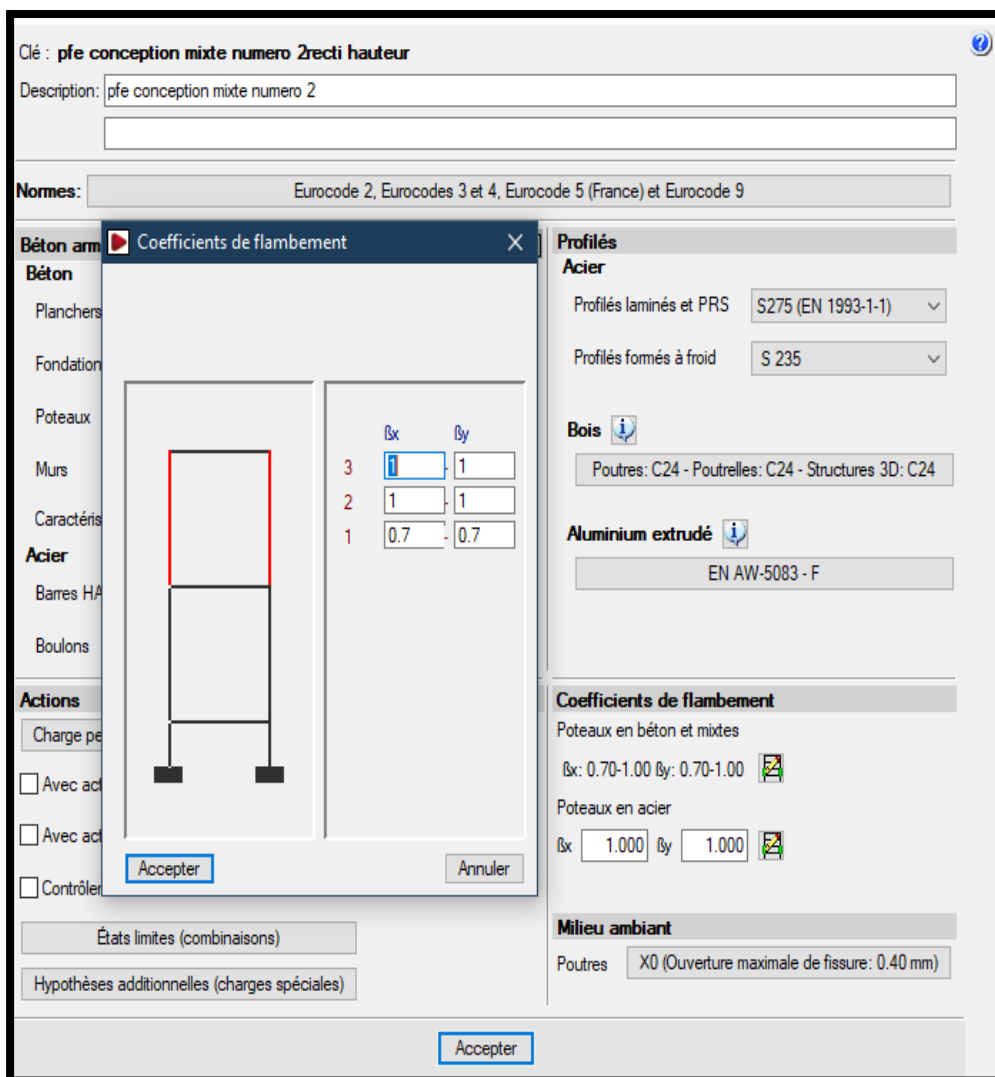 Clé : pfe conception mixte numero 2recti hauteur
Description: pfe conception mixte numero 2
Normes: Eurocode 2, Eurocodes 3 et 4, Eurocode 5 (France) et Eurocode 9
Béton arm
Béton
Planchers
Fondation
Poteaux
Murs
Caractéris
Acier
Barres HA
Boulons
Coefficients de flambement
ßx ßy
3 1 - 1
2 1 - 1
1 0.7 - 0.7
Accepter Annuler
Profilés
Acier
Profilés laminés et PRS S275 (EN 1993-1-1)
Profilés formés à froid S 235
Bois
Poutres: C24 - Poutrelles: C24 - Structures 3D: C24
Aluminium extrudé
EN AW-5083 - F
Actions
Charge pe
Avec act
Avec act
Contrôler
États limites (combinaisons)
Hypothèses additionnelles (charges spéciales)
Coefficients de flambement
Poteaux en béton et mixtes
ßx: 0.70-1.00 ßy: 0.70-1.00
Poteaux en acier
ßx 1.000 ßy 1.000
Milieu ambiant
Poutres X0 (Ouverture maximale de fissure: 0.40 mm)
Accepter